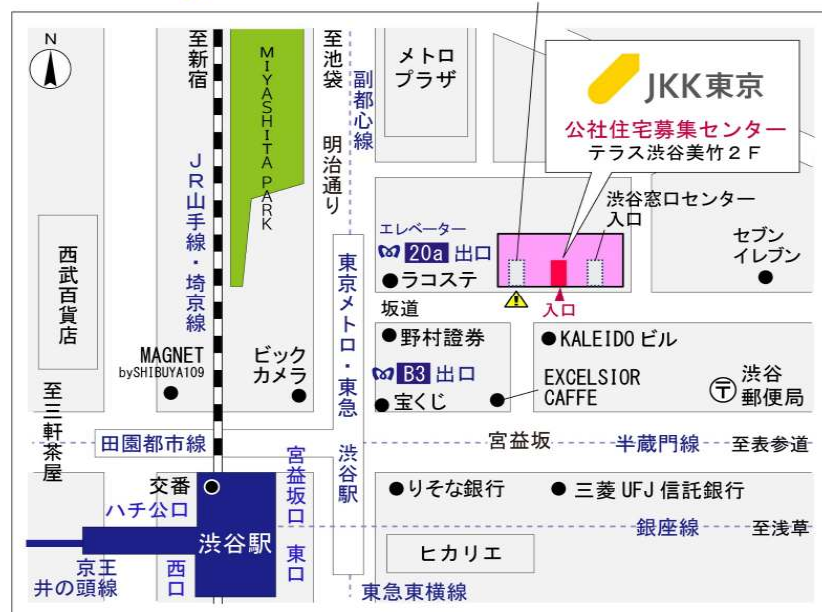 N
至新宿
MIYASHITA PARK
至池袋
副都心線
明治通り
メトロ
プラザ
JKK東京
公社住宅募集センター
テラス渋谷美竹２Ｆ
渋谷窓口センター
入口
JR山手線・埼京線
エレベーター
20a 出口
ラコステ
セブン
イレブン
西武百貨店
東京メトロ・東急 渋谷駅
坂道
入口
野村證券
KALEIDO ビル
MAGNET
bySHIBUYA109
ビック
カメラ
B3 出口
宝くじ
EXCELSIOR
CAFFE
〒
渋谷
郵便局
至三軒茶屋
田園都市線
宮益坂
半蔵門線
至表参道
交番
ハチ公口
宮益坂口
りそな銀行
三菱 UFJ 信託銀行
渋谷駅
銀座線
至浅草
京王
井の頭線
西口
東口
ヒカリエ
東急東横線